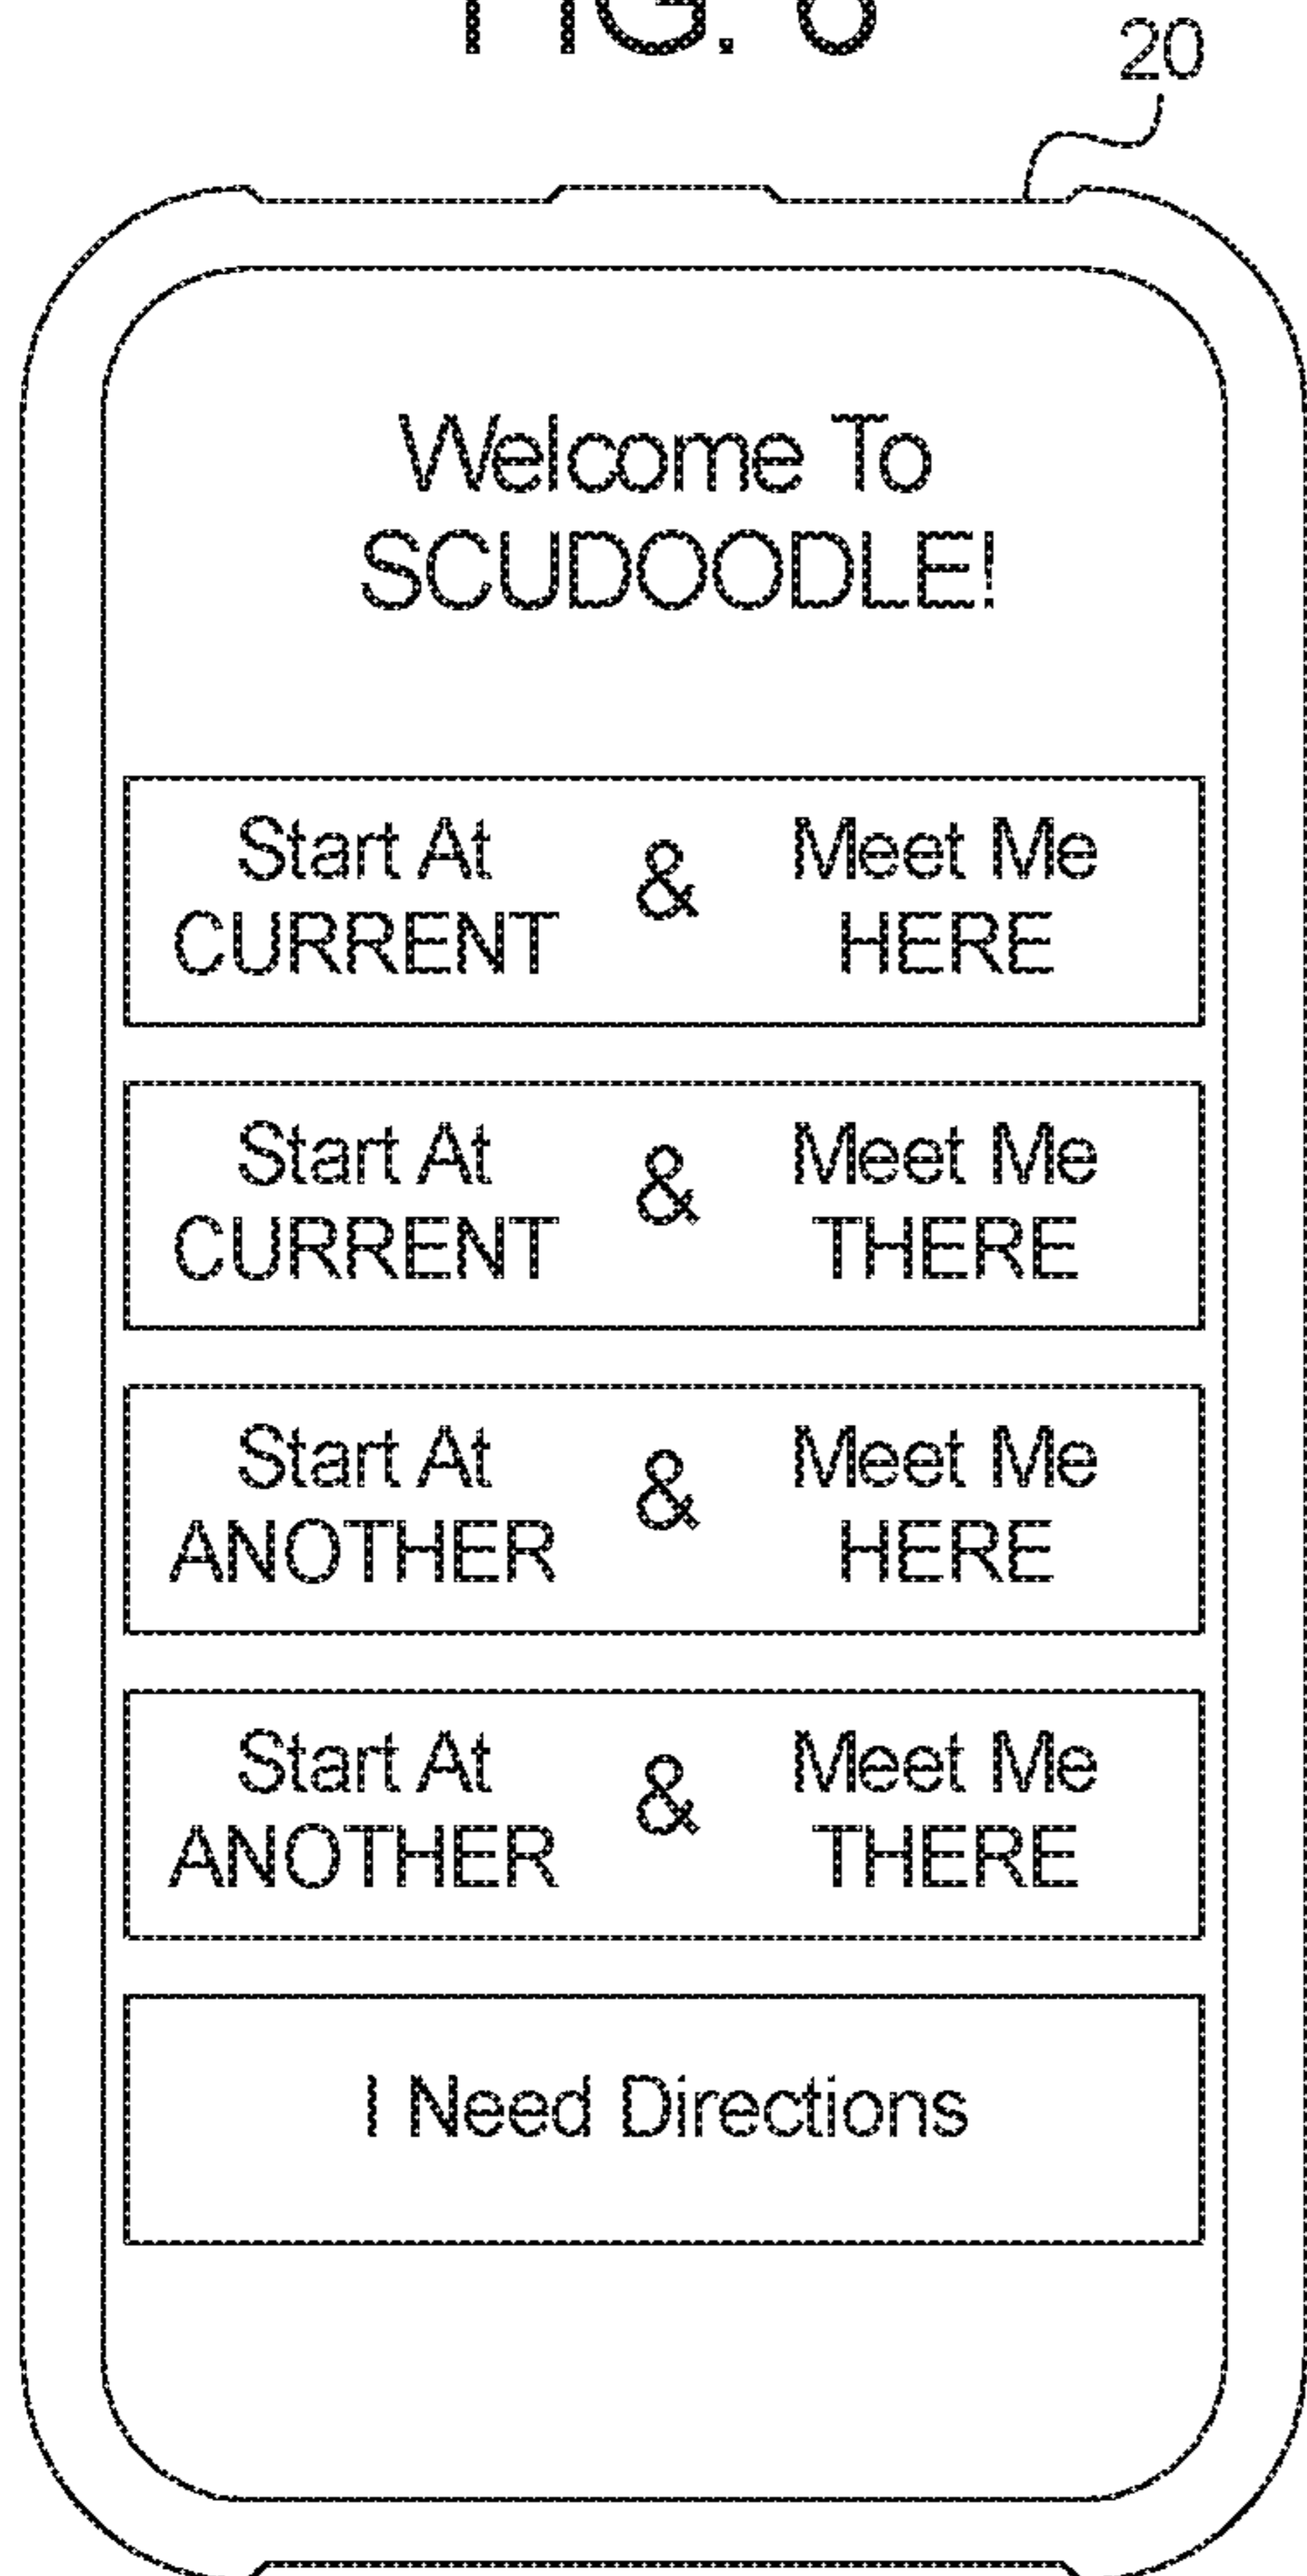 FIG.
20
Welcome To
SCUDOODLE!
Start At & Meet Me
CURRENT HERE
Start At & Meet Me
CURRENT THERE
Start At & Meet Me
ANOTHER HERE
Start At & Meet Me
ANOTHER THERE
I Need Directions